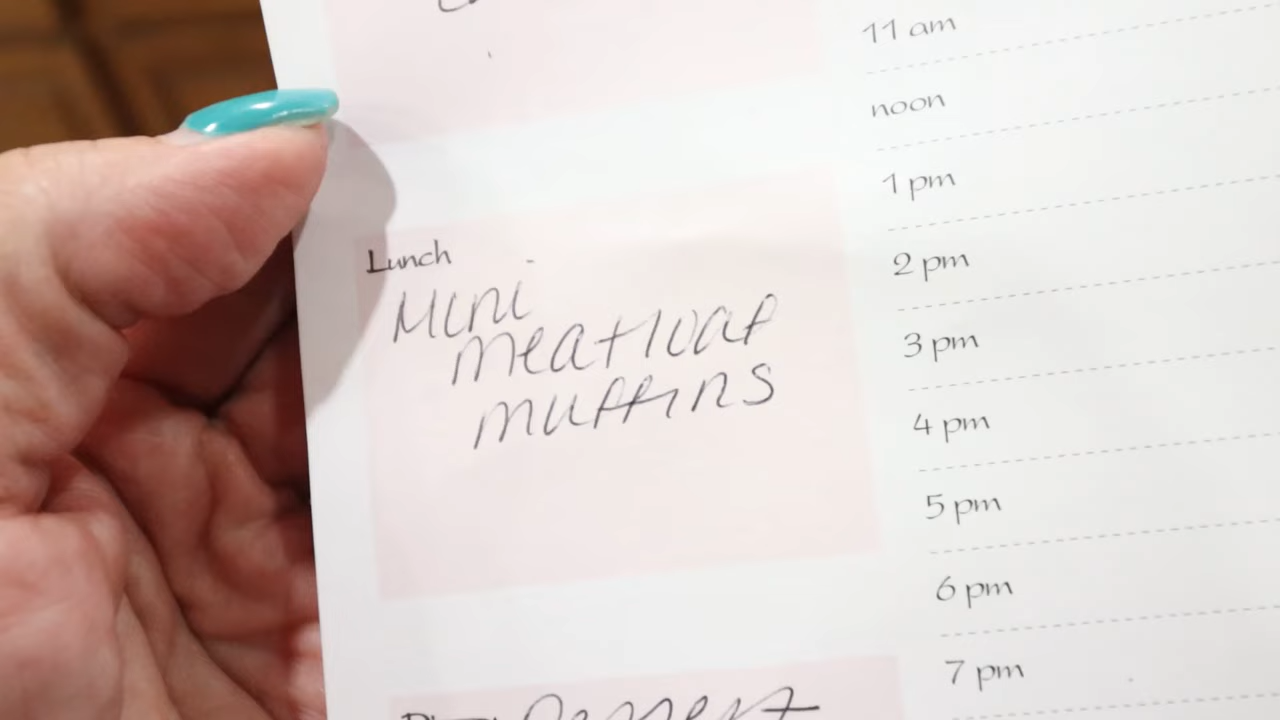 Lunch
Mini
meatloaf
muffins
11 am
noon
1 pm
2 pm
3 pm
4 pm
5 pm
6 pm
7 pm